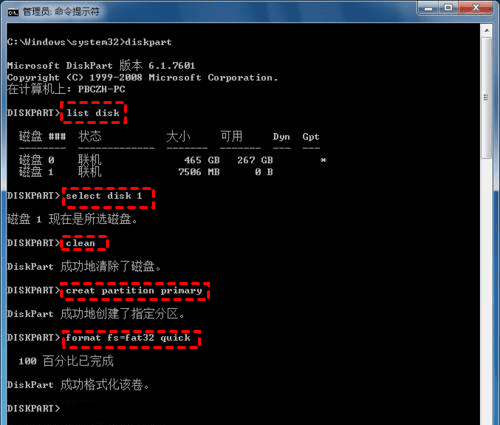 管理员: 命令提示符
C:\Windows\system32>diskpart
Microsoft DiskPart 版本 6.1.7601
Copyright (C) 1999-2008 Microsoft Corporation.
在计算机上: PBCZH-PC
DISKPART> list disk
磁盘 ### 状态 大小 可用 Dyn Gpt
-------- ------------- ------- ------- --- ---
磁盘 0 联机 465 GB 267 GB *
磁盘 1 联机 7506 MB 0 B
DISKPART> select disk 1
磁盘 1 现在是所选磁盘。
DISKPART> clean
DiskPart 成功地清除了磁盘。
DISKPART> creat partition primary
DiskPart 成功地创建了指定分区。
DISKPART> format fs=fat32 quick
100 百分比已完成
DiskPart 成功格式化该卷。
DISKPART>